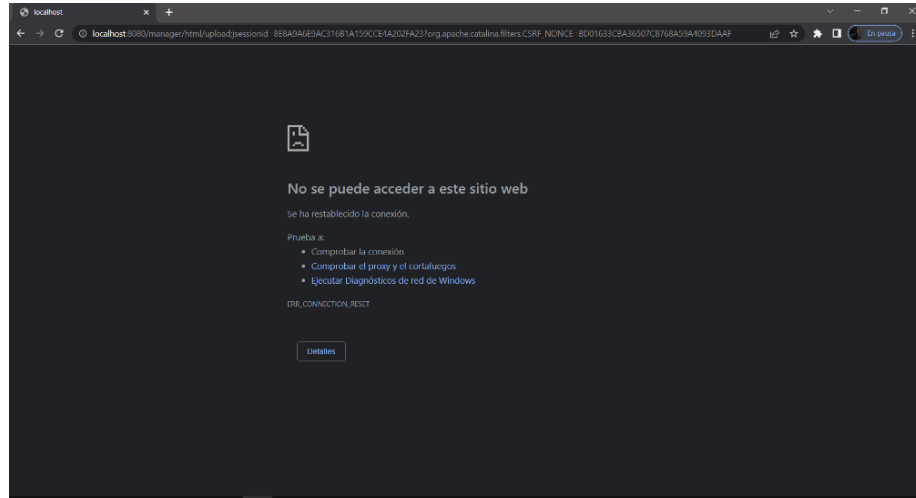 localhost
localhost:8080/manager/html/upload;jsessionid=8E8A9A6E9AC316B1A159CCE4A202FA23?org.apache.catalina.filters.CSRF_NONCE=BD01633CBA36507C8768A59A4093DAAF
En pausa
No se puede acceder a este sitio web
Se ha restablecido la conexión.
Prueba a:
Comprobar la conexión
Comprobar el proxy y el cortafuegos
Ejecutar Diagnósticos de red de Windows
ERR_CONNECTION_RESET
Detalles